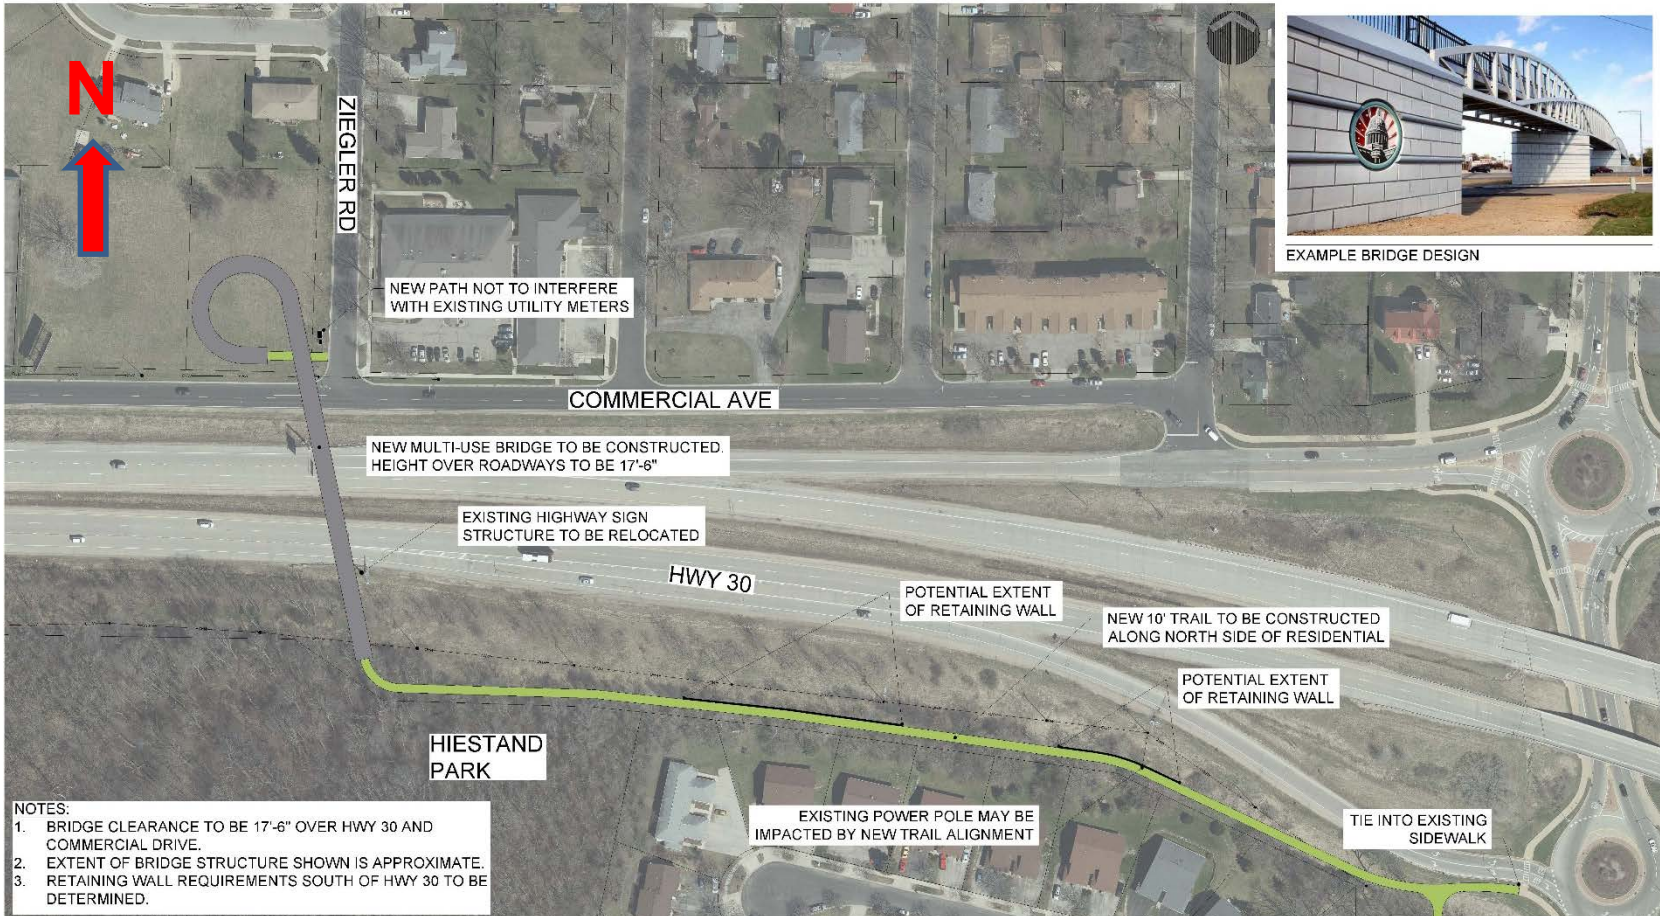 N
ZIEGLER RD
EXAMPLE BRIDGE DESIGN
NEW PATH NOT TO INTERFERE
WITH EXISTING UTILITY METERS
COMMERCIAL AVE
NEW MULTI-USE BRIDGE TO BE CONSTRUCTED.
HEIGHT OVER ROADWAYS TO BE 17'-6"
EXISTING HIGHWAY SIGN
STRUCTURE TO BE RELOCATED
HWY 30
POTENTIAL EXTENT
OF RETAINING WALL
NEW 10' TRAIL TO BE CONSTRUCTED
ALONG NORTH SIDE OF RESIDENTIAL
POTENTIAL EXTENT
OF RETAINING WALL
HIESTAND
PARK
EXISTING POWER POLE MAY BE
IMPACTED BY NEW TRAIL ALIGNMENT
TIE INTO EXISTING
SIDEWALK
NOTES:
1. BRIDGE CLEARANCE TO BE 17'-6" OVER HWY 30 AND
COMMERCIAL DRIVE.
2. EXTENT OF BRIDGE STRUCTURE SHOWN IS APPROXIMATE.
3. RETAINING WALL REQUIREMENTS SOUTH OF HWY 30 TO BE
DETERMINED.